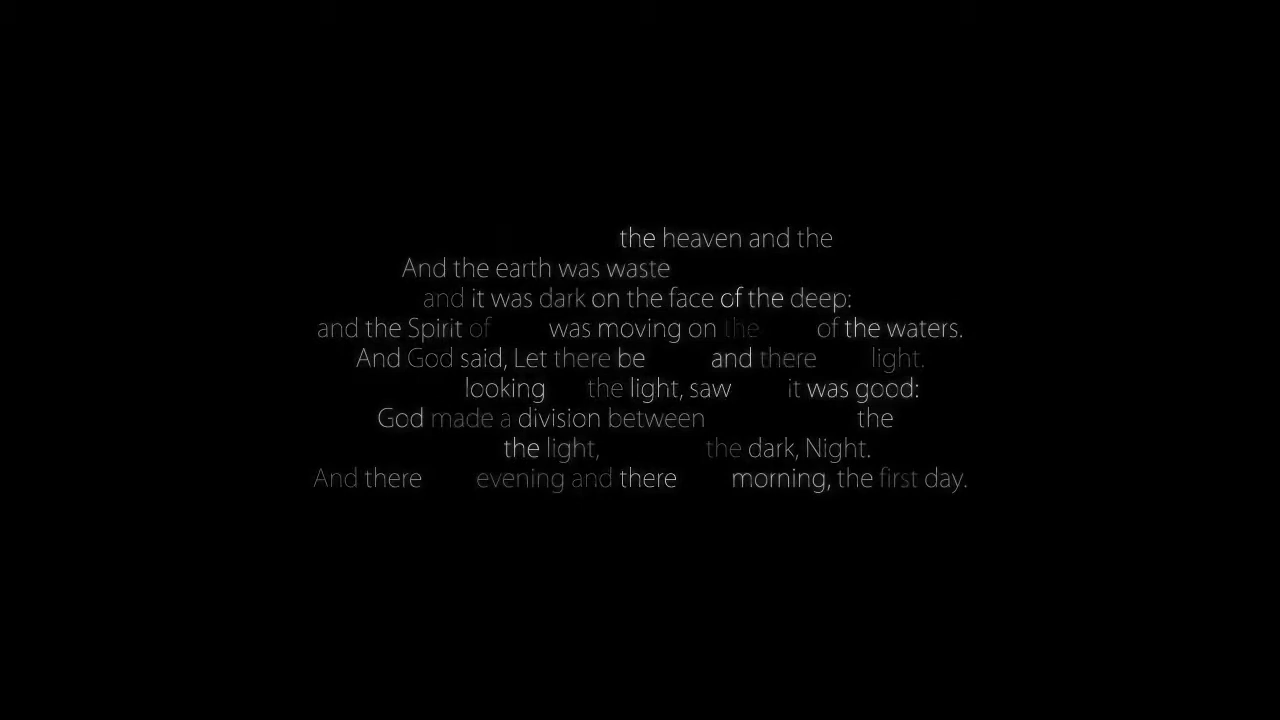 the heaven and the
And the earth was waste
and it was dark on the face of the deep:
and the Spirit of was moving on the of the waters.
And God said, Let there be and there light.
looking the light, saw it was good:
God made a division between the
the light, the dark, Night.
And there evening and there morning, the first day.